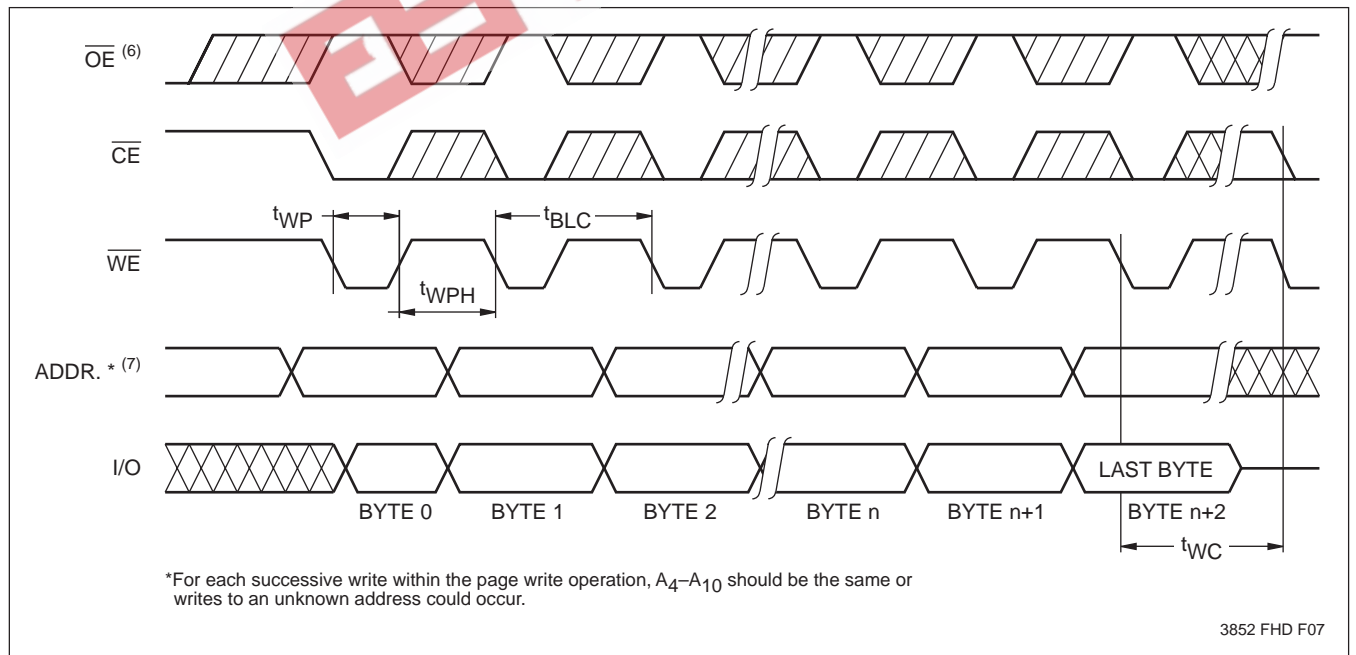 OE (6)
CE
tWP
tBLC
WE
tWPH
ADDR. * (7)
I/O
LAST BYTE
BYTE 0 BYTE 1 BYTE 2 BYTE n BYTE n+1 BYTE n+2
tWC
*For each successive write within the page write operation, A4–A10 should be the same or
writes to an unknown address could occur.
3852 FHD F07